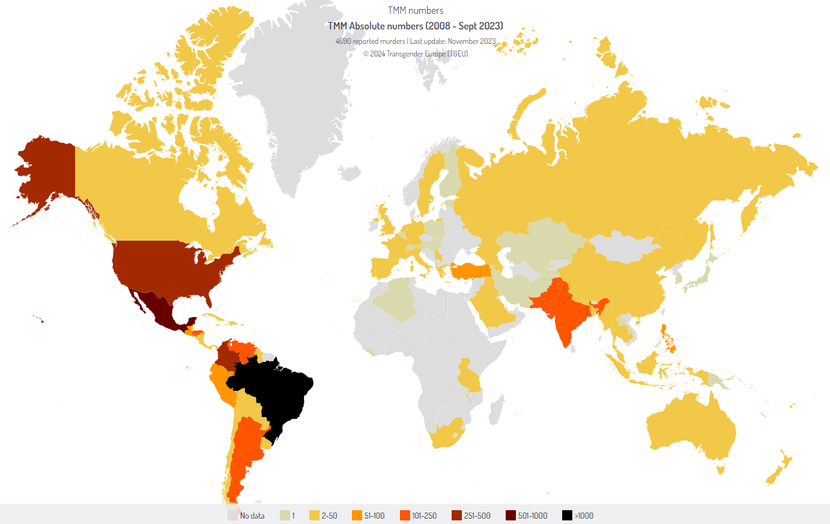 TMM numbers
TMM Absolute numbers (2008 - Sept 2023)
4690 reported murders | Last update: November 2023
© 2024 Transgender Europe (TGEU)
No data 1 2-50 51-100 101-250 251-500 501-1000 >1000